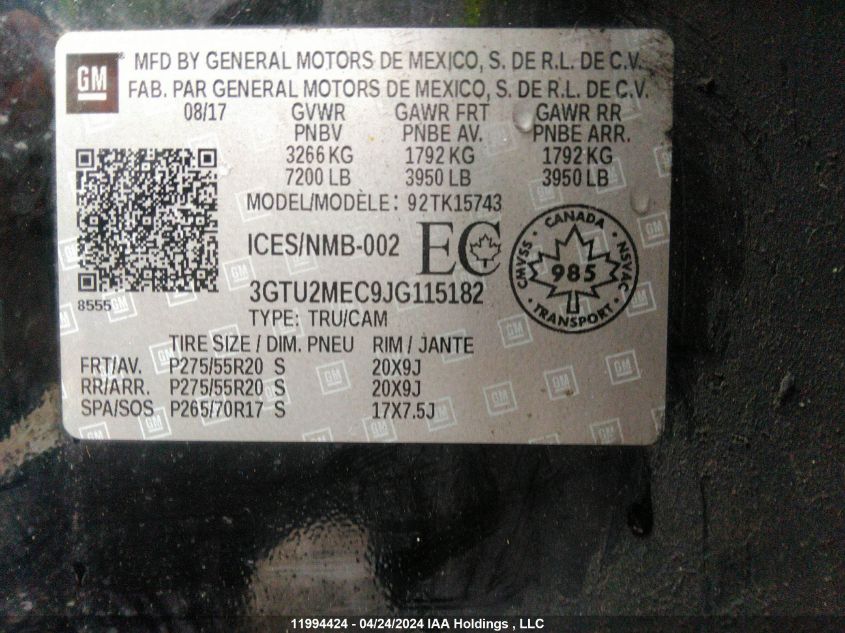 GM
MFD BY GENERAL MOTORS DE MEXICO, S. DE R.L. DE C.V.
FAB. PAR GENERAL MOTORS DE MEXICO, S. DE R.L. DE C.V.
08/17 GVWR GAWR FRT GAWR RR
PNBV PNBE AV. PNBE ARR.
3266 KG 1792 KG 1792 KG
7200 LB 3950 LB 3950 LB
MODEL/MODÈLE: 92TK15743
ICES/NMB-002 EC
CANADA
CMVSS 985 NSVAC
TRANSPORT
8555 3GTU2MEC9JG115182
TYPE: TRU/CAM
TIRE SIZE / DIM. PNEU RIM / JANTE
FRT/AV. P275/55R20 S 20X9J
RR/ARR. P275/55R20 S 20X9J
SPA/SOS P265/70R17 S 17X7.5J
11994424 - 04/24/2024 IAA Holdings , LLC